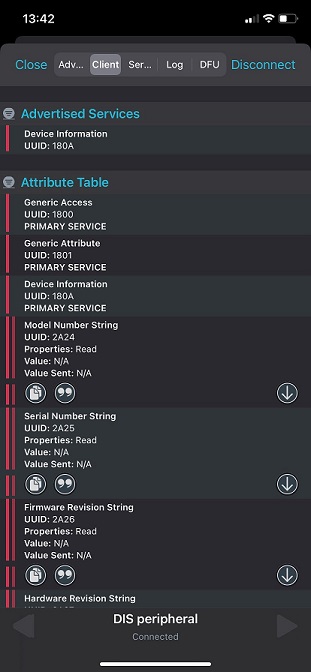 13:42
Close
Adv...
Client
Ser...
Log
DFU
Disconnect
Advertised Services
Device Information
UUID: 180A
Attribute Table
Generic Access
UUID: 1800
PRIMARY SERVICE
Generic Attribute
UUID: 1801
PRIMARY SERVICE
Device Information
UUID: 180A
PRIMARY SERVICE
Model Number String
UUID: 2A24
Properties: Read
Value: N/A
Value Sent: N/A
Serial Number String
UUID: 2A25
Properties: Read
Value: N/A
Value Sent: N/A
Firmware Revision String
UUID: 2A26
Properties: Read
Value: N/A
Value Sent: N/A
Hardware Revision String
DIS peripheral
Connected